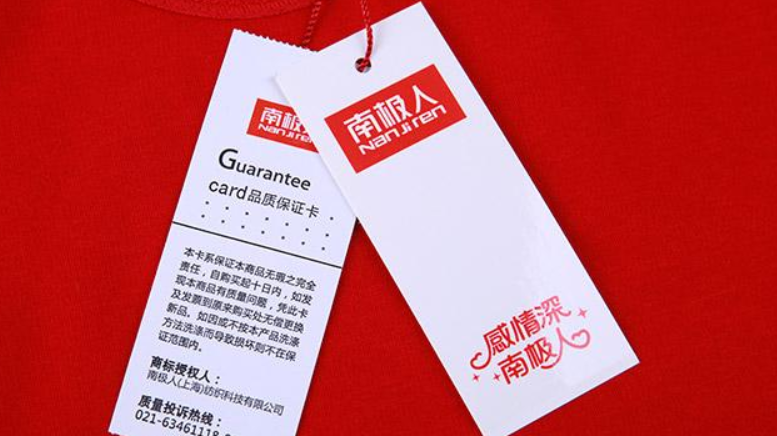 南极人
NanJiren
Guarantee
card品质保证卡
本卡系保证本商品无瑕之完全
责任，自购买起十日内，如发
现本商品有质量问题，凭此卡
及发票到原来购买处无偿更换
新品。如因或不按本产品洗涤
方法洗涤而导致损坏则不在保
证范围内。
商标授权人：
南极人(上海)纺织科技有限公司
质量投诉热线：
021-63461118
南极人
NanJiren
感情深
南极人